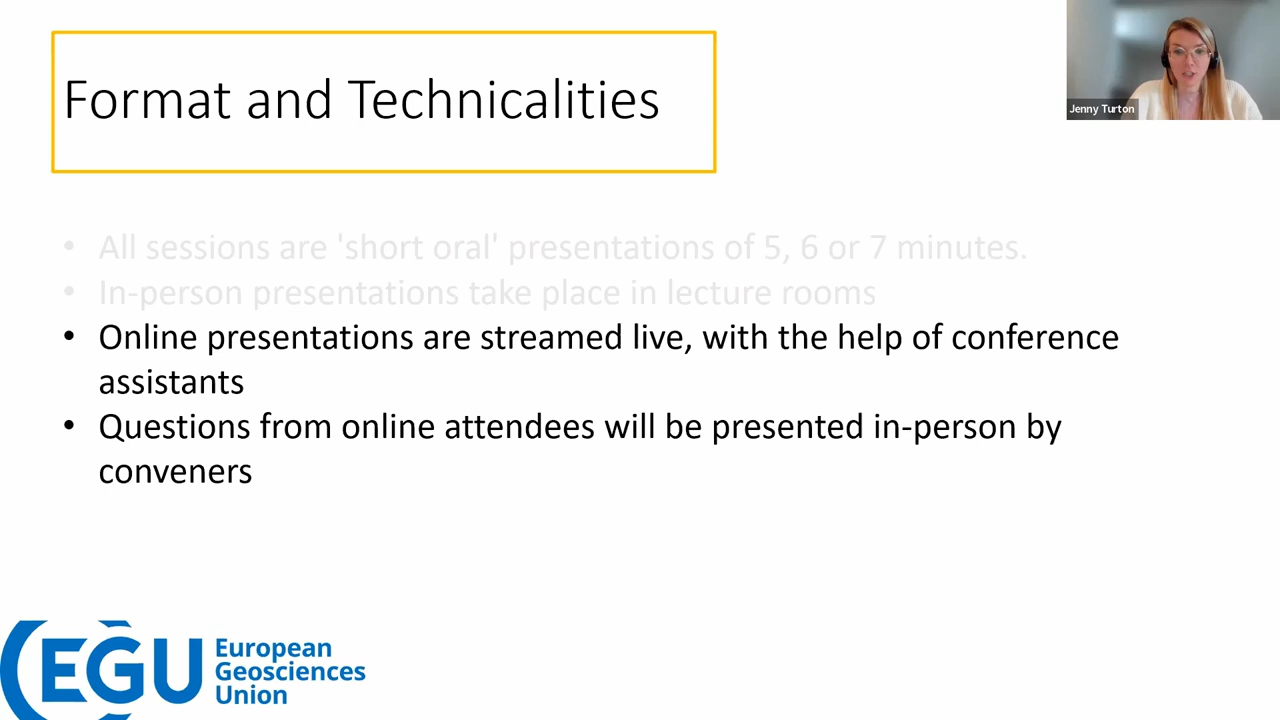 Format and Technicalities
Jenny Turton
• All sessions are 'short oral' presentations of 5, 6 or 7 minutes.
• In-person presentations take place in lecture rooms
• Online presentations are streamed live, with the help of conference
assistants
• Questions from online attendees will be presented in-person by
conveners
EGU
European
Geosciences
Union